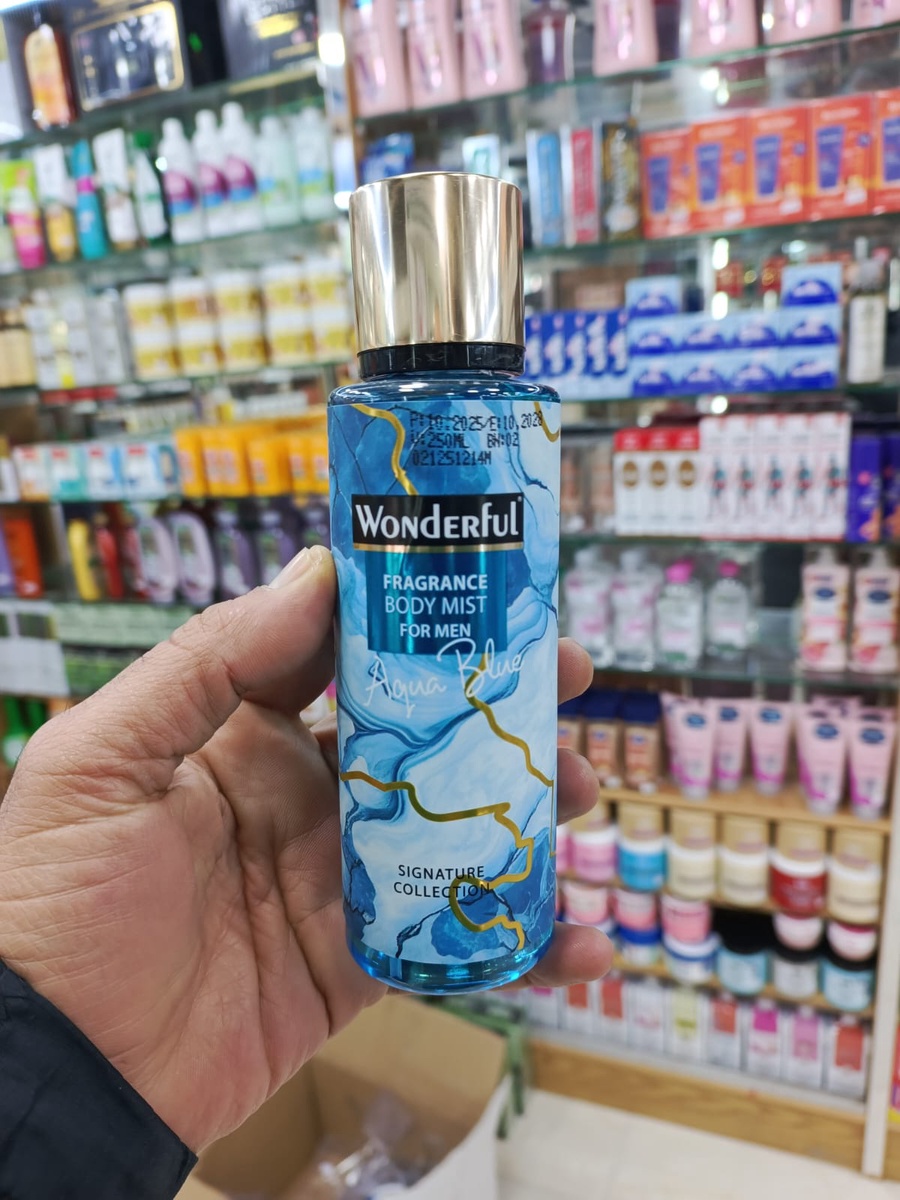 P:10.2025/E:10.2028
V:250ML BN:02
021251214M
WONDERFUL
FRAGRANCE
BODY MIST
FOR MEN
Aqua Blue
SIGNATURE
COLLECTION